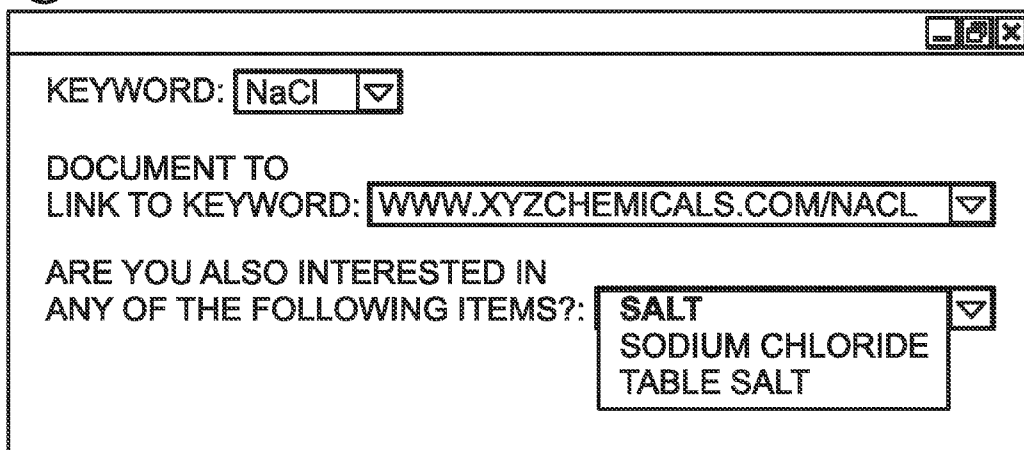 KEYWORD: NaCl
DOCUMENT TO
LINK TO KEYWORD: WWW.XYZCHEMICALS.COM/NACL
ARE YOU ALSO INTERESTED IN
ANY OF THE FOLLOWING ITEMS?: SALT
SODIUM CHLORIDE
TABLE SALT